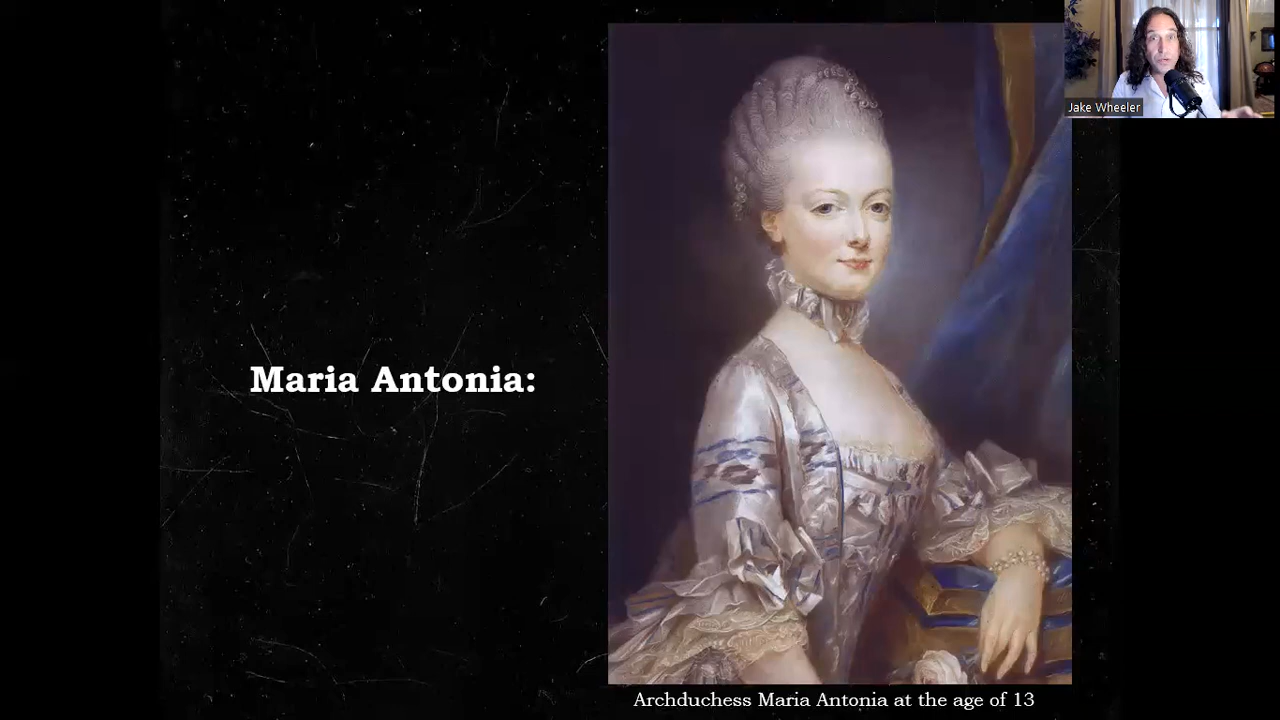 Jake Wheeler
Maria Antonia:
Archduchess Maria Antonia at the age of 13